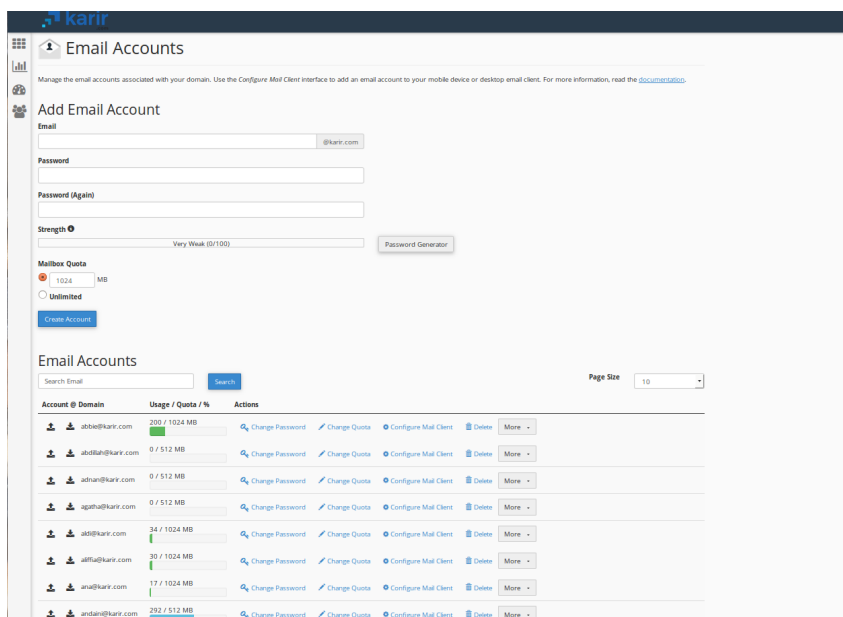 karir
Email Accounts
Manage the email accounts associated with your domain. Use the Configure Mail Client interface to add an email account to your mobile device or desktop email client. For more information, read the documentation.
Add Email Account
Email
@karir.com
Password
Password (Again)
Strength
Very Weak (0/100)
Password Generator
Mailbox Quota
1024 MB
Unlimited
Create Account
Email Accounts
Search Email Search Page Size 10
Account @ Domain Usage / Quota / % Actions
abbie@karir.com 200 / 1024 MB Change Password Change Quota Configure Mail Client Delete More
abdillah@karir.com 0 / 512 MB Change Password Change Quota Configure Mail Client Delete More
adnan@karir.com 0 / 512 MB Change Password Change Quota Configure Mail Client Delete More
agatha@karir.com 0 / 512 MB Change Password Change Quota Configure Mail Client Delete More
aldi@karir.com 34 / 1024 MB Change Password Change Quota Configure Mail Client Delete More
aliffia@karir.com 30 / 1024 MB Change Password Change Quota Configure Mail Client Delete More
ana@karir.com 17 / 1024 MB Change Password Change Quota Configure Mail Client Delete More
andaini@karir.com 292 / 512 MB Change Password Change Quota Configure Mail Client Delete More